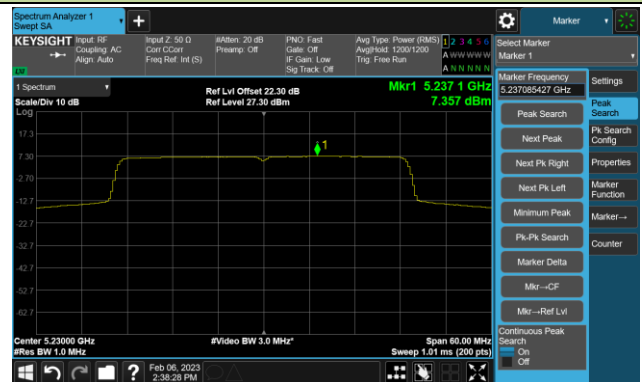 Spectrum Analyzer 1
Swept SA
+
Marker
KEYSIGHT
Input: RF
Coupling: AC
Align: Auto
Input Z: 50 Ω
Corr CCorr
Freq Ref: Int (S)
#Atten: 20 dB
Preamp: Off
PNO: Fast
Gate: Off
IF Gain: Low
Sig Track: Off
Avg Type: Power (RMS)
Avg|Hold: 1200/1200
Trig: Free Run
1 2 3 4 5 6
A W W W W W
A N N N N N
LXI
Select Marker
Marker 1
1 Spectrum
Scale/Div 10 dB
Log
Ref Lvl Offset 22.30 dB
Ref Level 27.30 dBm
Mkr1 5.237 1 GHz
7.357 dBm
1
17.3
7.30
-2.70
-12.7
-22.7
-32.7
-42.7
-52.7
-62.7
Center 5.23000 GHz
#Res BW 1.0 MHz
#Video BW 3.0 MHz*
Span 60.00 MHz
Sweep 1.01 ms (200 pts)
Marker Frequency
5.237085427 GHz
Peak Search
Next Peak
Next Pk Right
Next Pk Left
Minimum Peak
Pk-Pk Search
Marker Delta
Mkr→CF
Mkr→Ref Lvl
Continuous Peak
Search
On
Off
Settings
Peak
Search
Pk Search
Config
Properties
Marker
Function
Marker→
Counter
?
Feb 06, 2023
2:38:28 PM